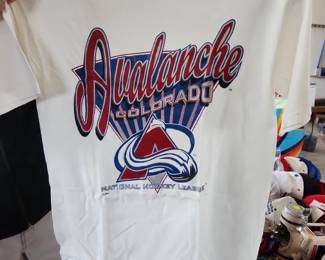 Avalanche
COLORADO
A
NATIONAL HOCKEY LEAGUE